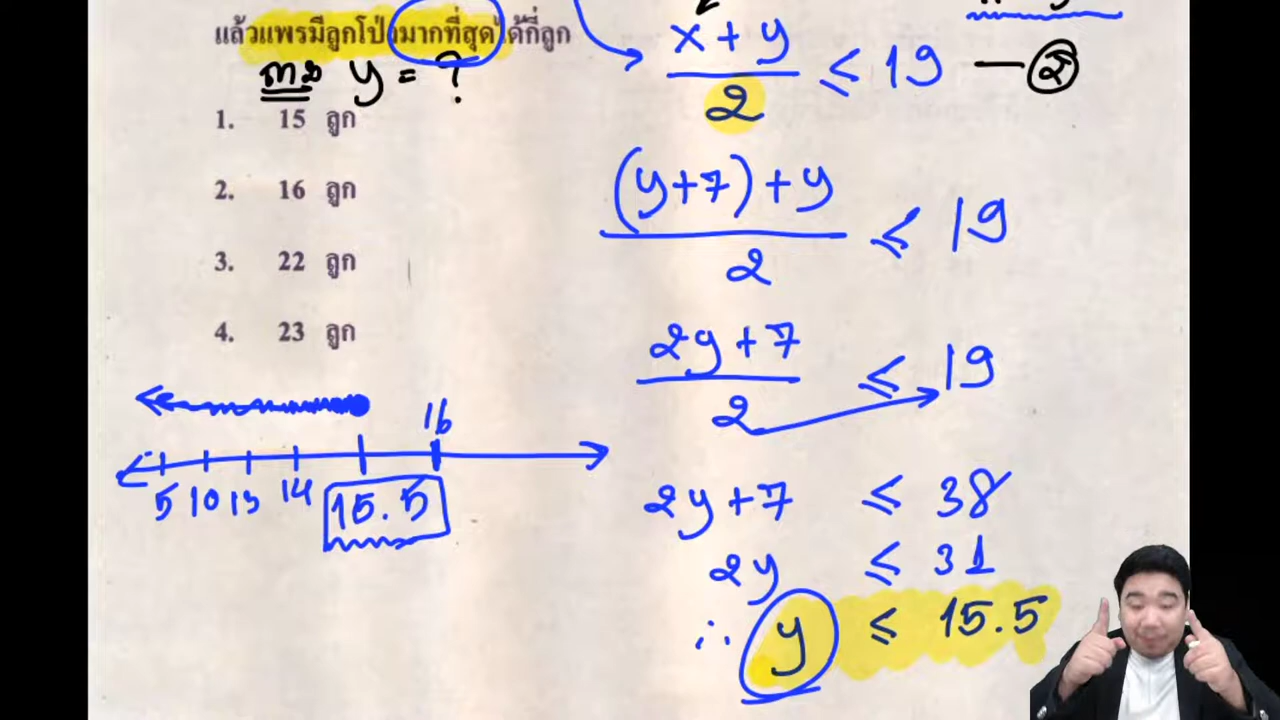 แล้วแพรมีลูกโป่งมากที่สุดได้กี่ลูก
หา y = ?
1. 15 ลูก
2. 16 ลูก
3. 22 ลูก
4. 23 ลูก
x + y / 2 ≤ 19 — ②
(y+7) + y / 2 ≤ 19
2y + 7 / 2 ≤ 19
2y + 7 ≤ 38
2y ≤ 31
∴ y ≤ 15.5
16
5 10 13 14 15.5